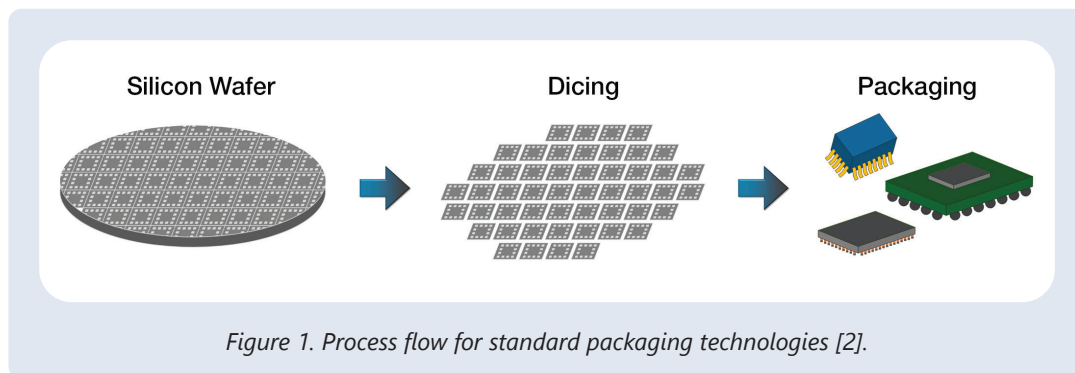 Silicon Wafer
Dicing
Packaging
Figure 1. Process flow for standard packaging technologies [2].